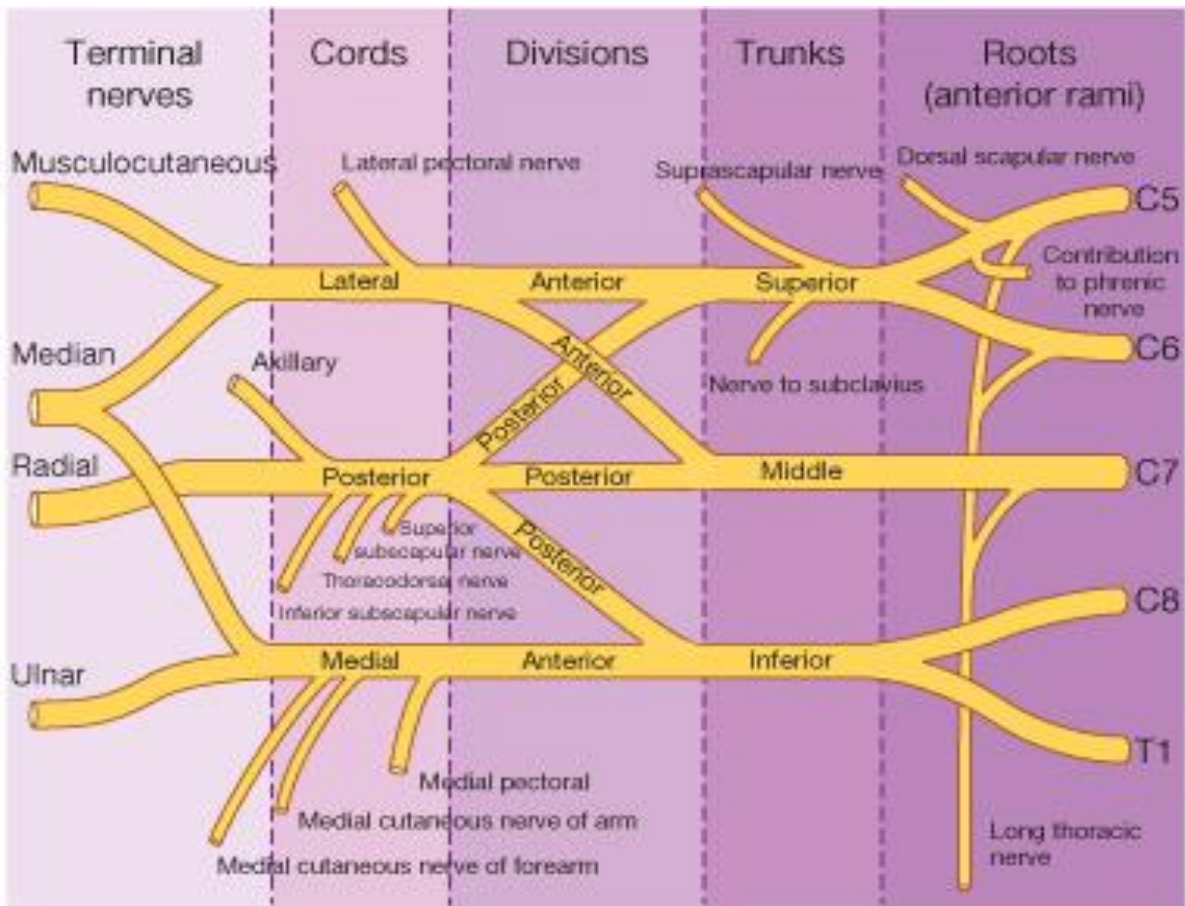 Terminal
nerves
Cords
Divisions
Trunks
Roots
(anterior rami)
Musculocutaneous
Lateral pectoral nerve
Suprascapular nerve
Dorsal scapular nerve
C5
Contribution
to phrenic
nerve
Lateral
Anterior
Superior
C6
Median
Akillary
Anterior
Posterior
Nerve to subclavius
Radial
Posterior
Posterior
Middle
C7
Superior
subscapular nerve
Posterior
Thoracodorsal nerve
Inferior subscapular nerve
C8
Ulnar
Medial
Anterior
Inferior
T1
Medial pectoral
Medial cutaneous nerve of arm
Medial cutaneous nerve of forearm
Long thoracic
nerve